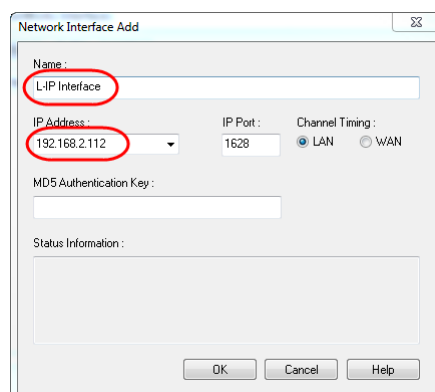 Network Interface Add
Name :
L-IP Interface
IP Address : IP Port : Channel Timing :
192.168.2.112 1628 LAN WAN
MD5 Authentication Key :
Status Information :
OK Cancel Help